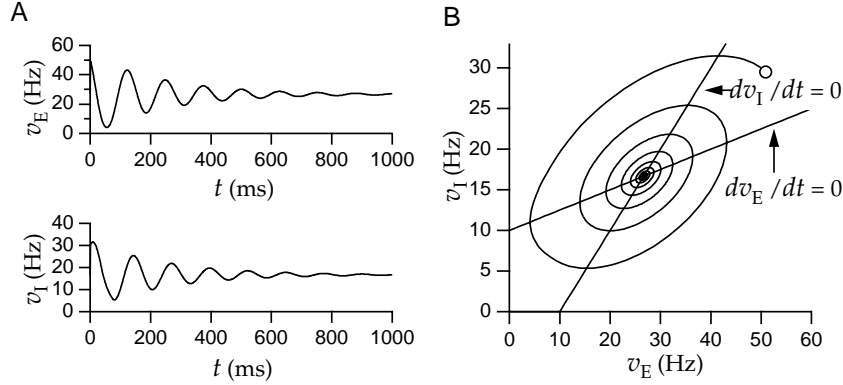 A
v_E (Hz)
60
40
20
0
0 200 400 600 800 1000
t (ms)
v_I (Hz)
40
30
20
10
0
0 200 400 600 800 1000
t (ms)
B
v_I (Hz)
30
25
20
15
10
5
0
0 10 20 30 40 50 60
v_E (Hz)
dv_I /dt = 0
dv_E /dt = 0